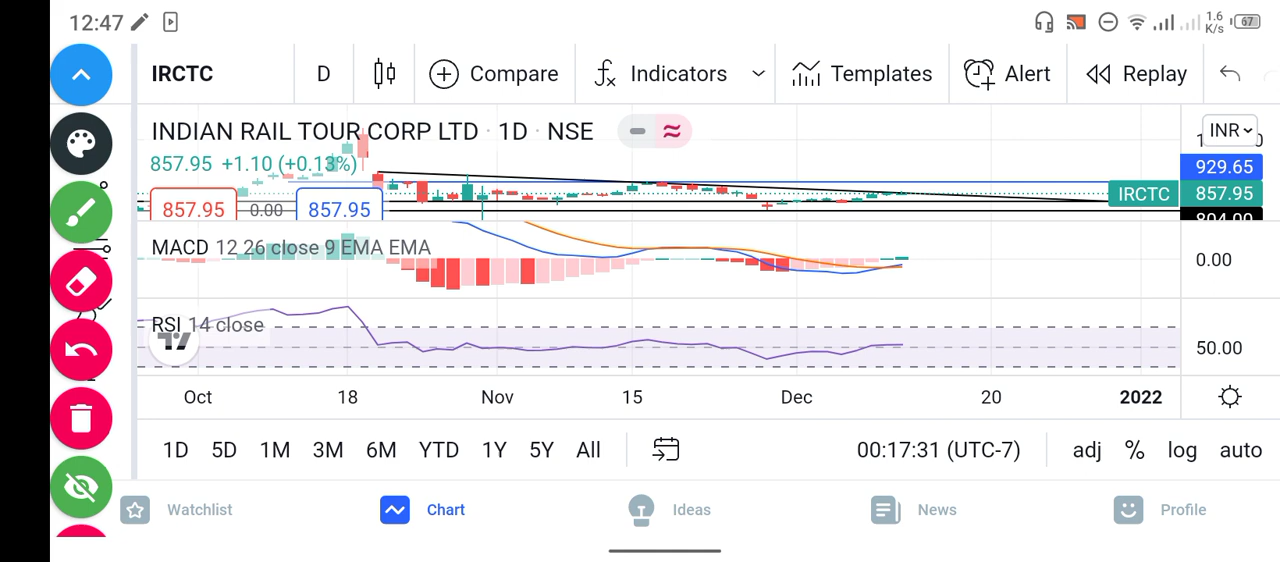 12:47 1.6 K/s 67
IRCTC D Compare Indicators Templates Alert Replay
INDIAN RAIL TOUR CORP LTD · 1D · NSE INR
857.95 +1.10 (+0.13%) 929.65
857.95 0.00 857.95 IRCTC 857.95
804.00
MACD 12 26 close 9 EMA EMA 0.00
RSI 14 close
50.00
Oct 18 Nov 15 Dec 20 2022
1D 5D 1M 3M 6M YTD 1Y 5Y All 00:17:31 (UTC-7) adj % log auto
Watchlist Chart Ideas News Profile